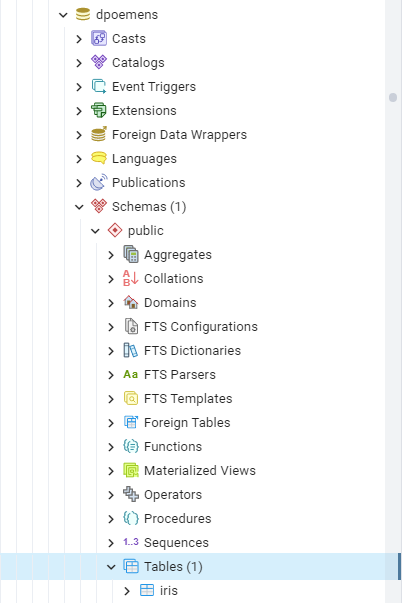 dpoemens
Casts
Catalogs
Event Triggers
Extensions
Foreign Data Wrappers
Languages
Publications
Schemas (1)
public
Aggregates
Collations
Domains
FTS Configurations
FTS Dictionaries
Aa FTS Parsers
FTS Templates
Foreign Tables
Functions
Materialized Views
Operators
Procedures
1..3 Sequences
Tables (1)
iris